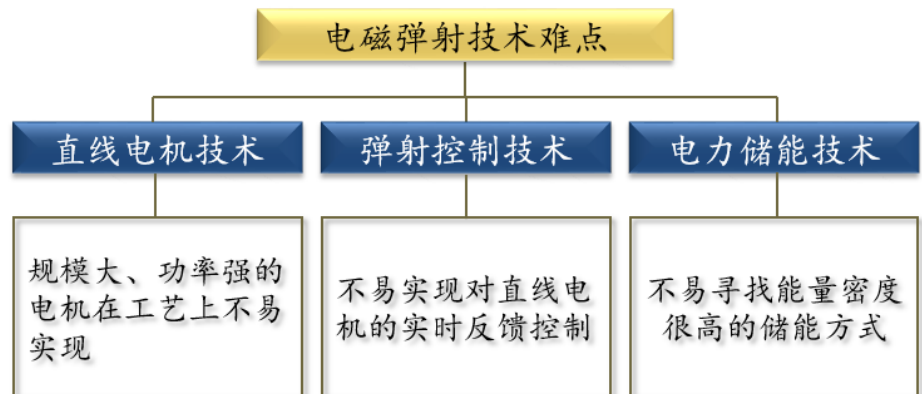 电磁弹射技术难点
直线电机技术
弹射控制技术
电力储能技术
规模大、功率强的
电机在工艺上不易
实现
不易实现对直线电
机的实时反馈控制
不易寻找能量密度
很高的储能方式